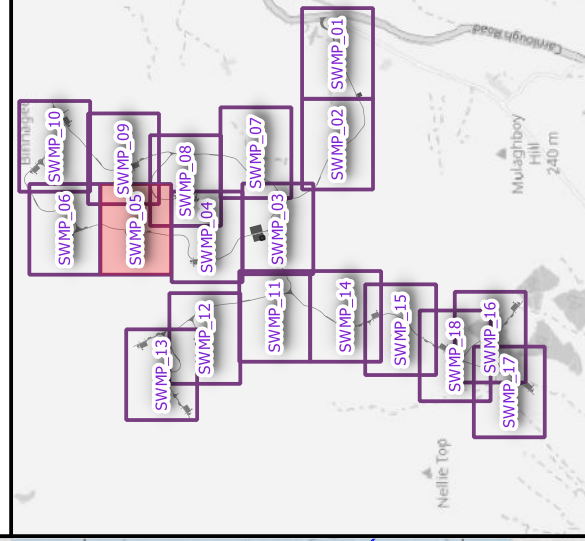 SWMP_01
Carnlough Road
SWMP_02
SWMP_10
SWMP_09
SWMP_08
SWMP_07
Mulaghboy
Hill
240 m
SWMP_06
SWMP_05
SWMP_04
SWMP_03
SWMP_11
SWMP_14
SWMP_15
SWMP_12
SWMP_13
SWMP_18
SWMP_16
SWMP_17
Nellie Top